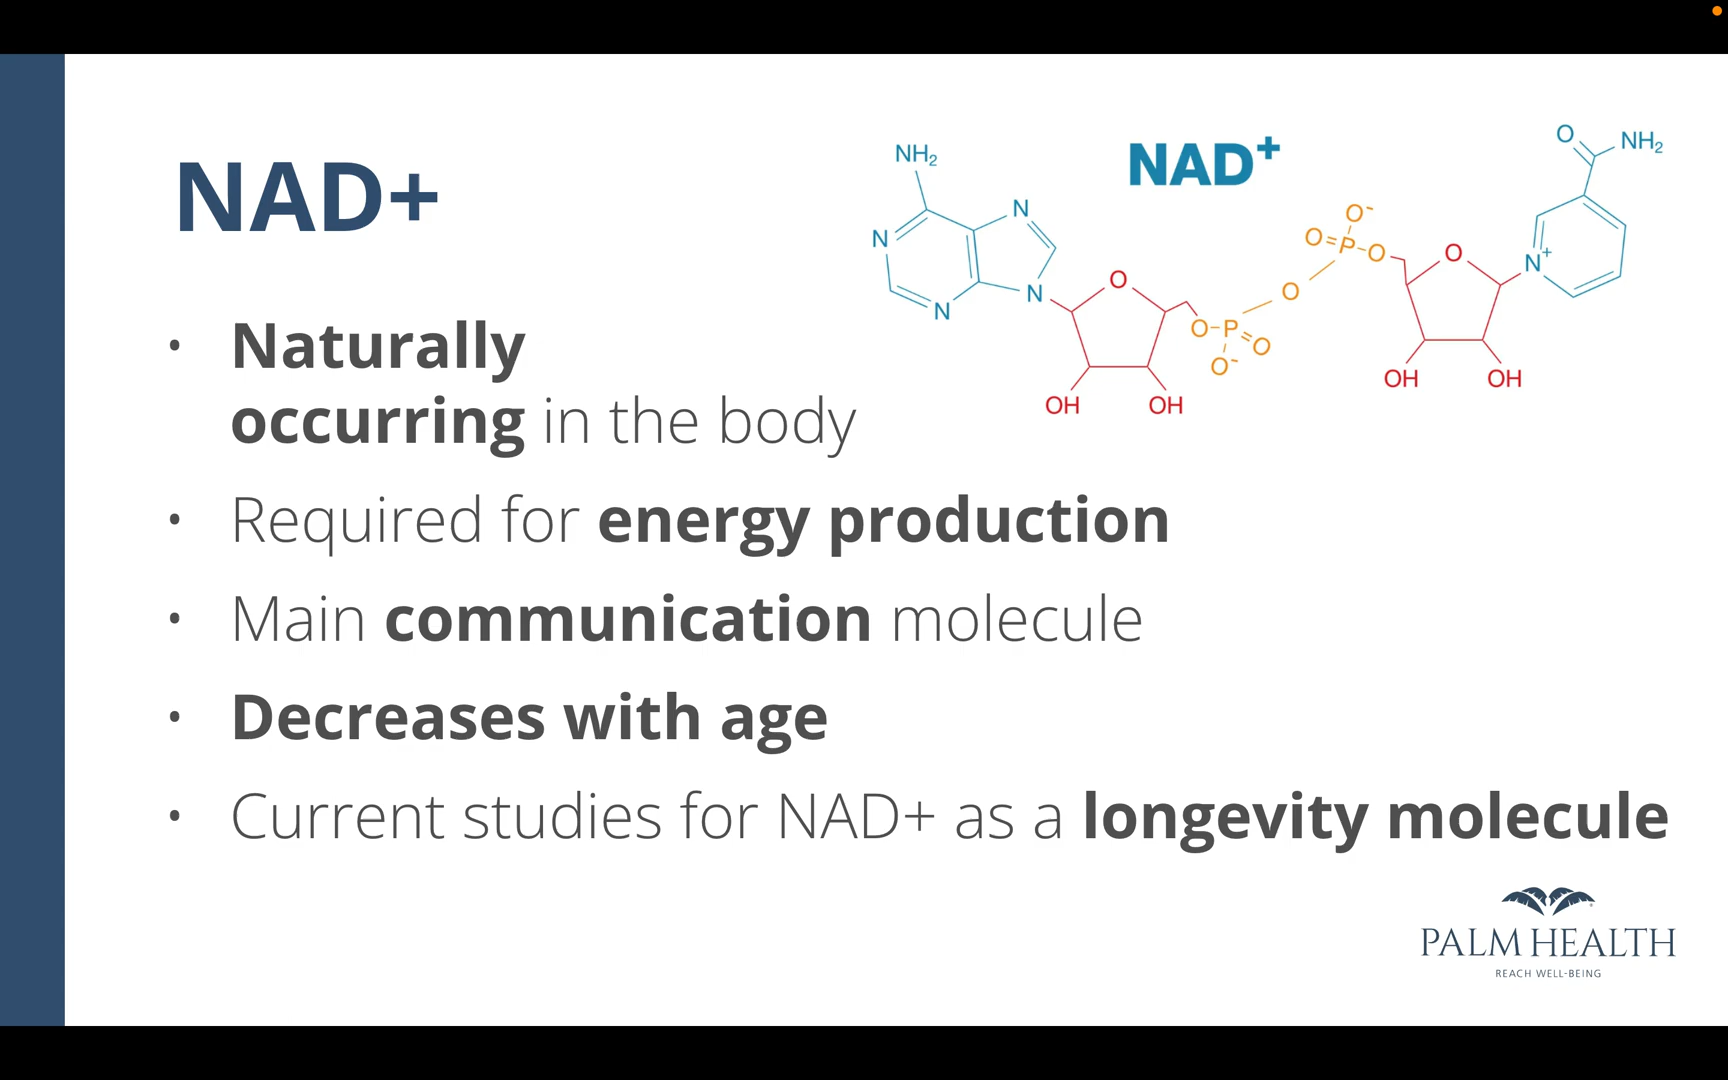 NAD+
• Naturally
occurring in the body
• Required for energy production
• Main communication molecule
• Decreases with age
• Current studies for NAD+ as a longevity molecule
NAD⁺
NH₂
N
N
N
N
O
OH
OH
O–P=O
O⁻
O
O⁻
O=P–O
O
OH
OH
N⁺
O
NH₂
PALM HEALTH
REACH WELL-BEING